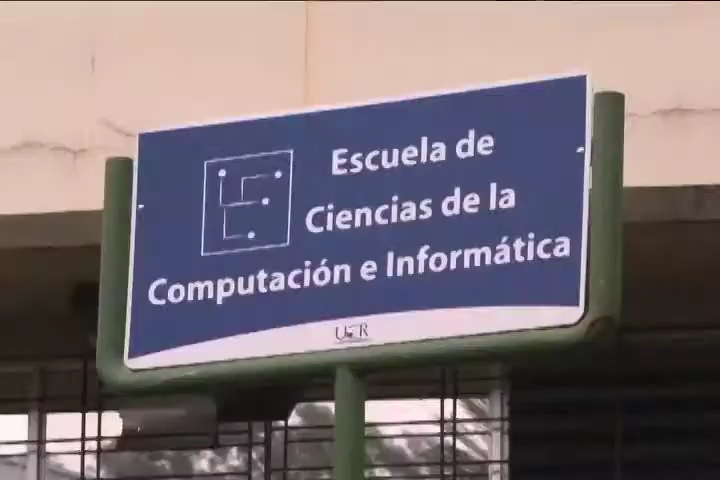 Escuela de
Ciencias de la
Computación e Informática
UCR